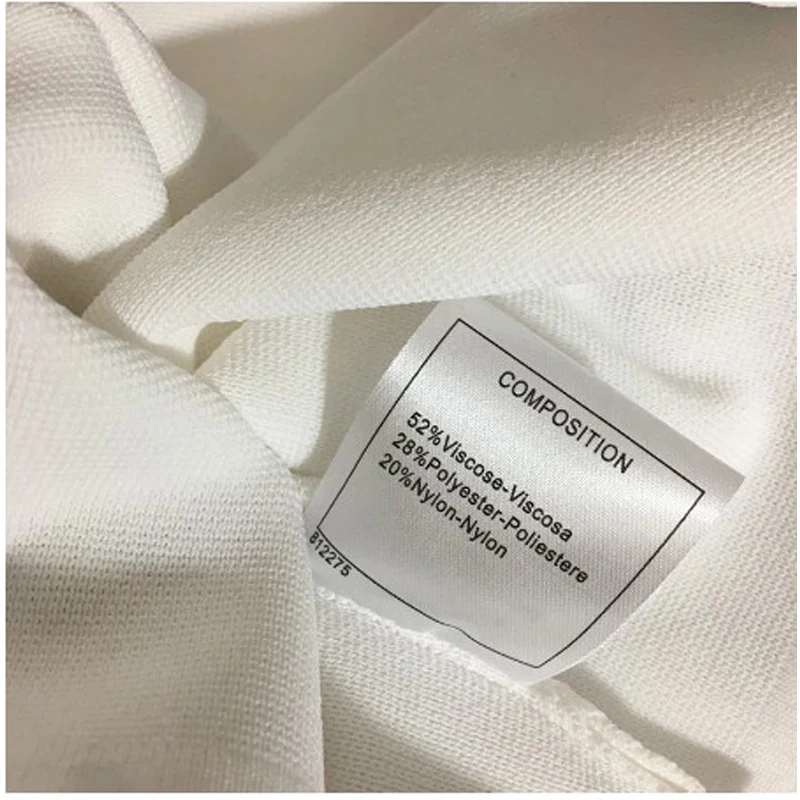 COMPOSITION
52%Viscose-Viscosa
28%Polyester-Poliestere
20%Nylon-Nylon
812275